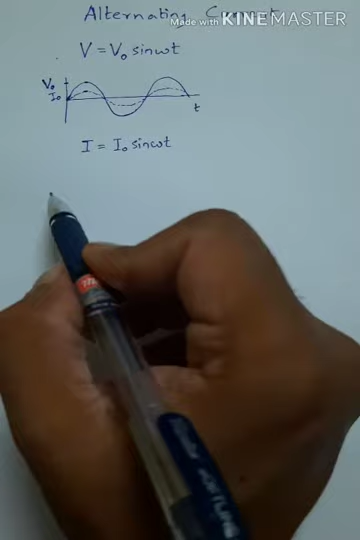 Alternating Current
Made with KINEMASTER
V = V₀ sinωt
V₀
I₀
t
I = I₀ sinωt